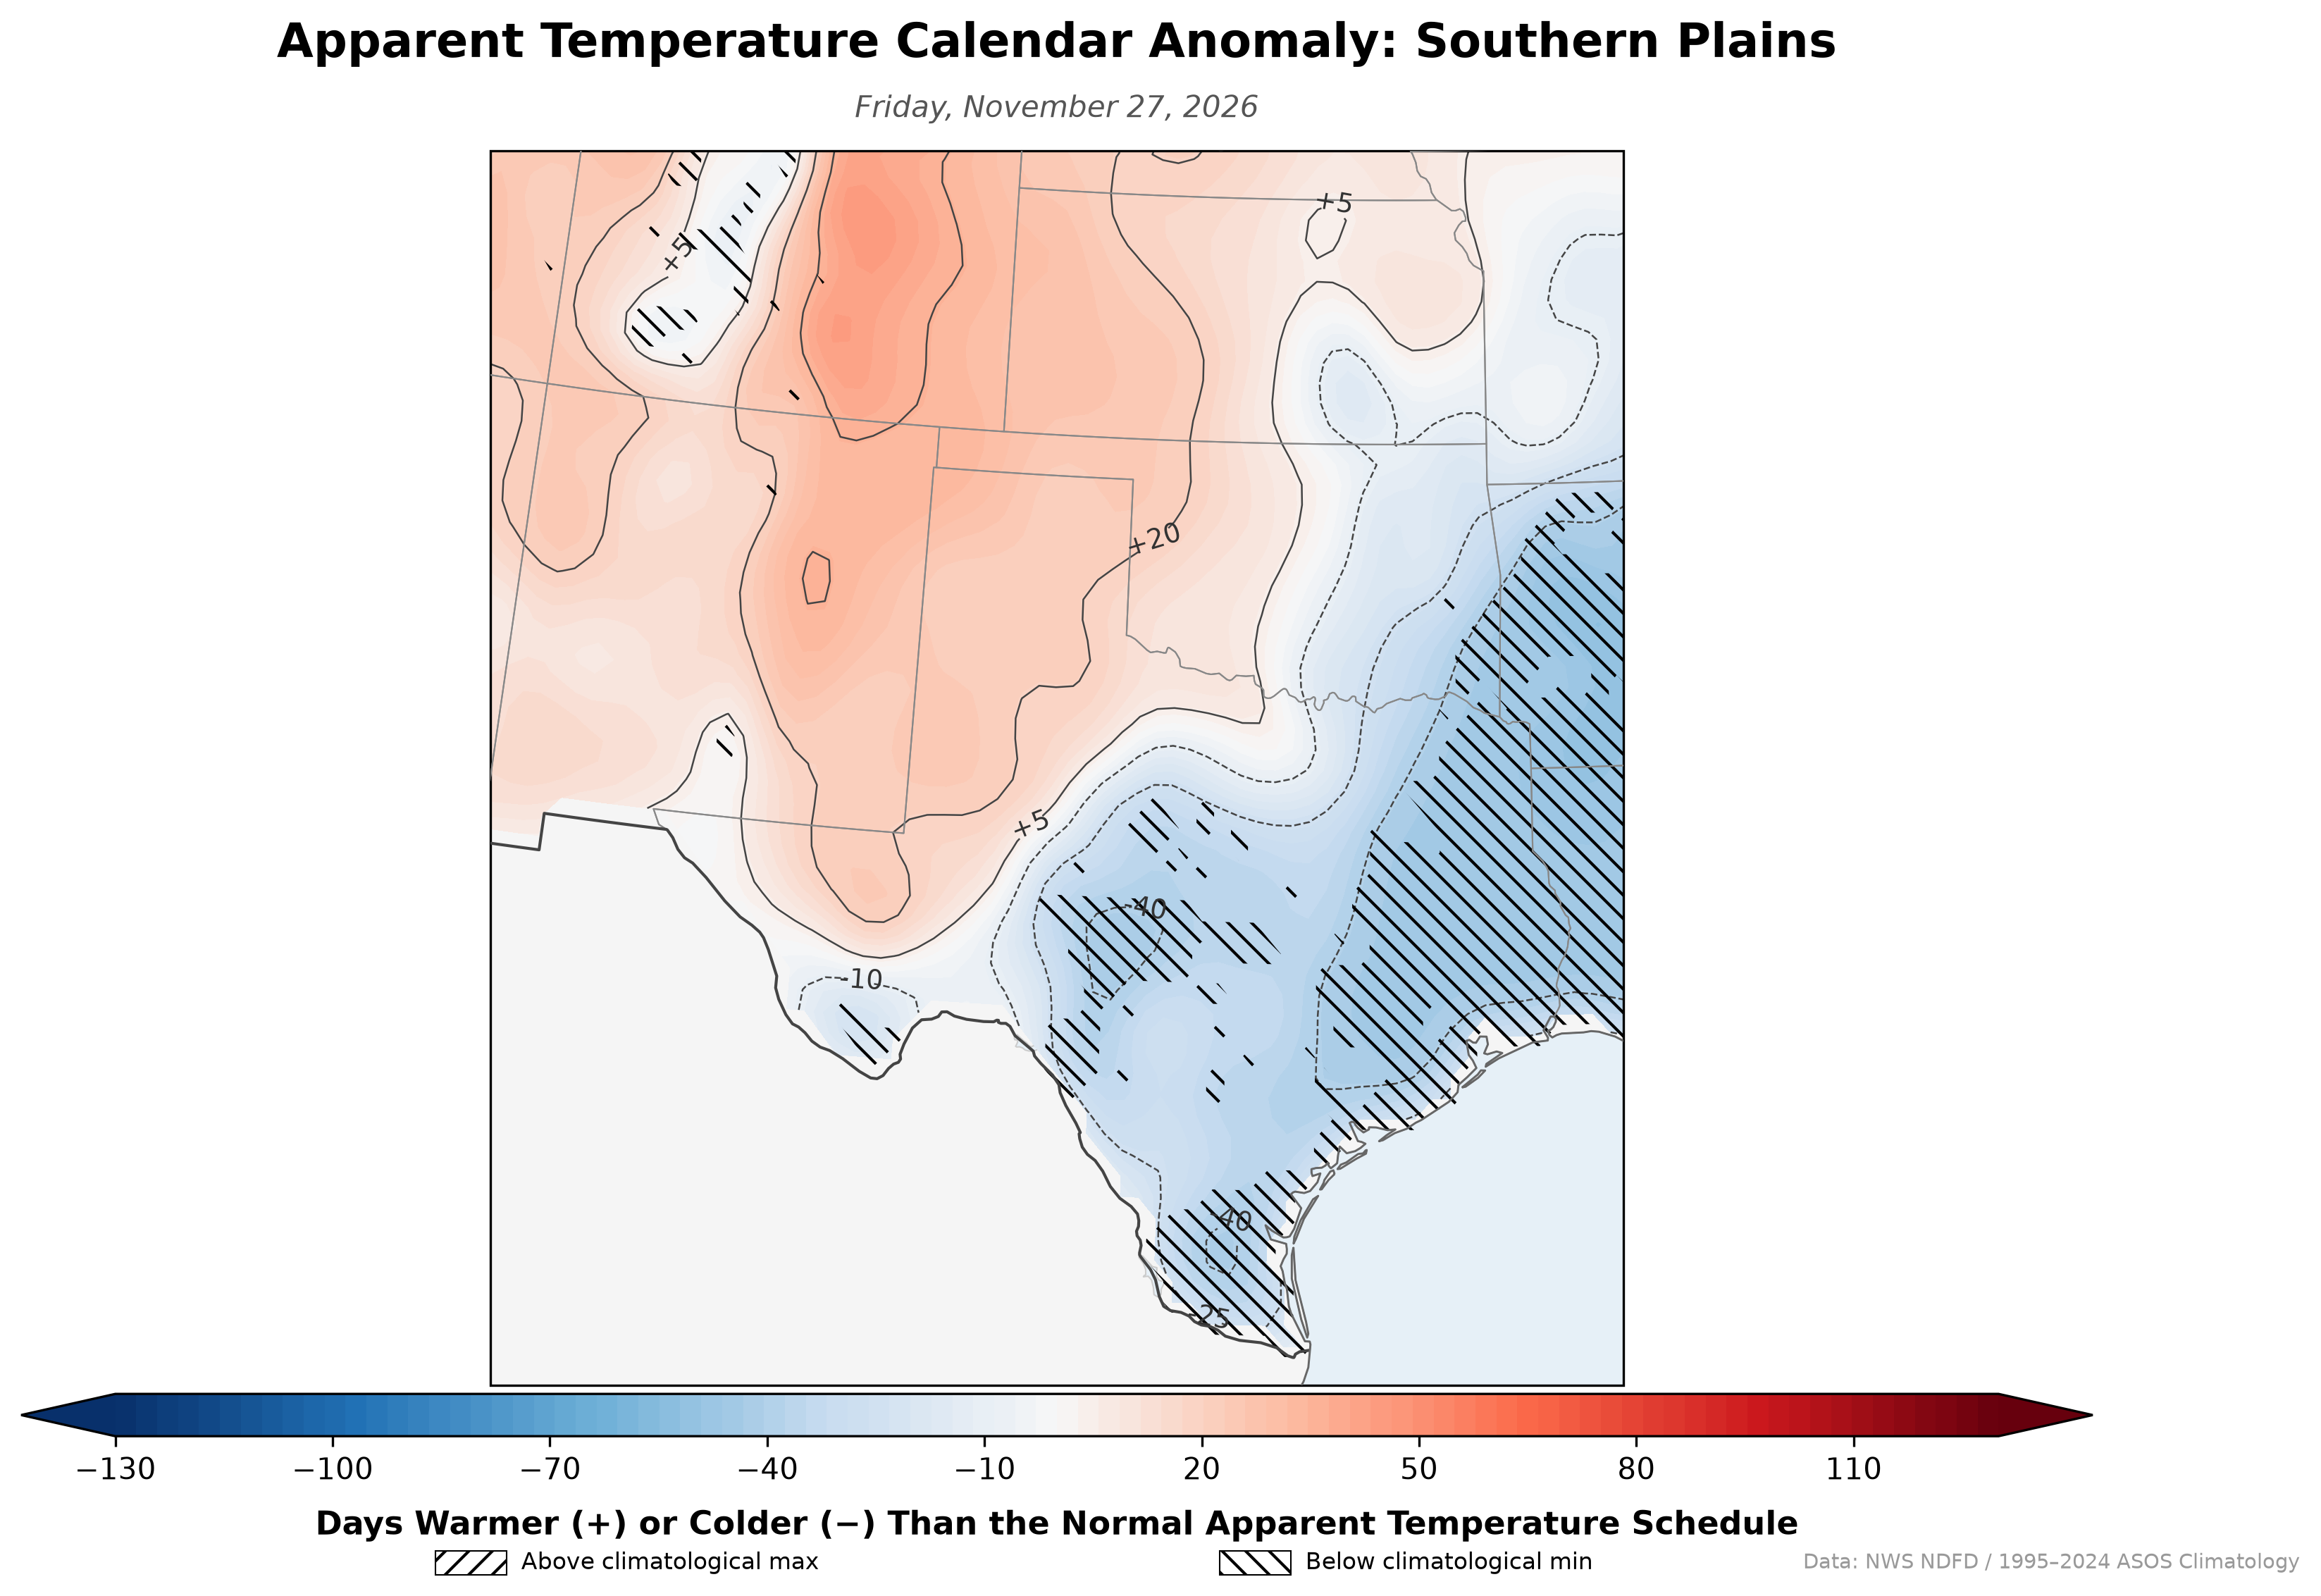 Apparent Temperature Calendar Anomaly: Southern Plains
Friday, November 27, 2026
+5
+5
+20
+5
-40
-10
-40
-25
−130 −100 −70 −40 −10 20 50 80 110
Days Warmer (+) or Colder (−) Than the Normal Apparent Temperature Schedule
Above climatological max
Below climatological min
Data: NWS NDFD / 1995–2024 ASOS Climatology